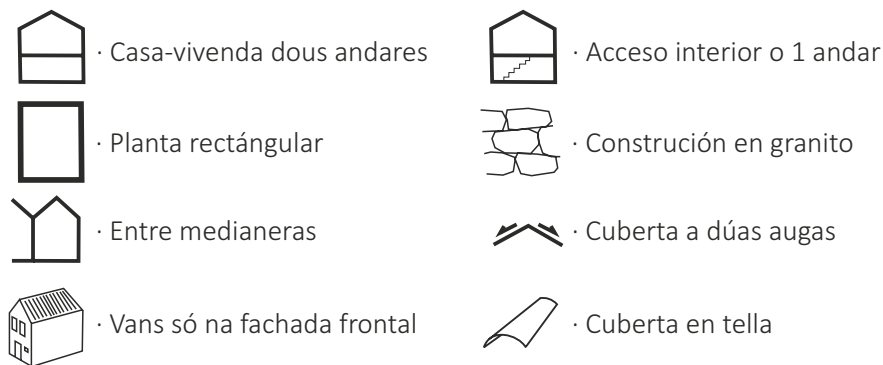 · Casa-vivenda dous andares
· Acceso interior o 1 andar
· Planta rectángular
· Construción en granito
· Entre medianeras
· Cuberta a dúas augas
· Vans só na fachada frontal
· Cuberta en tella